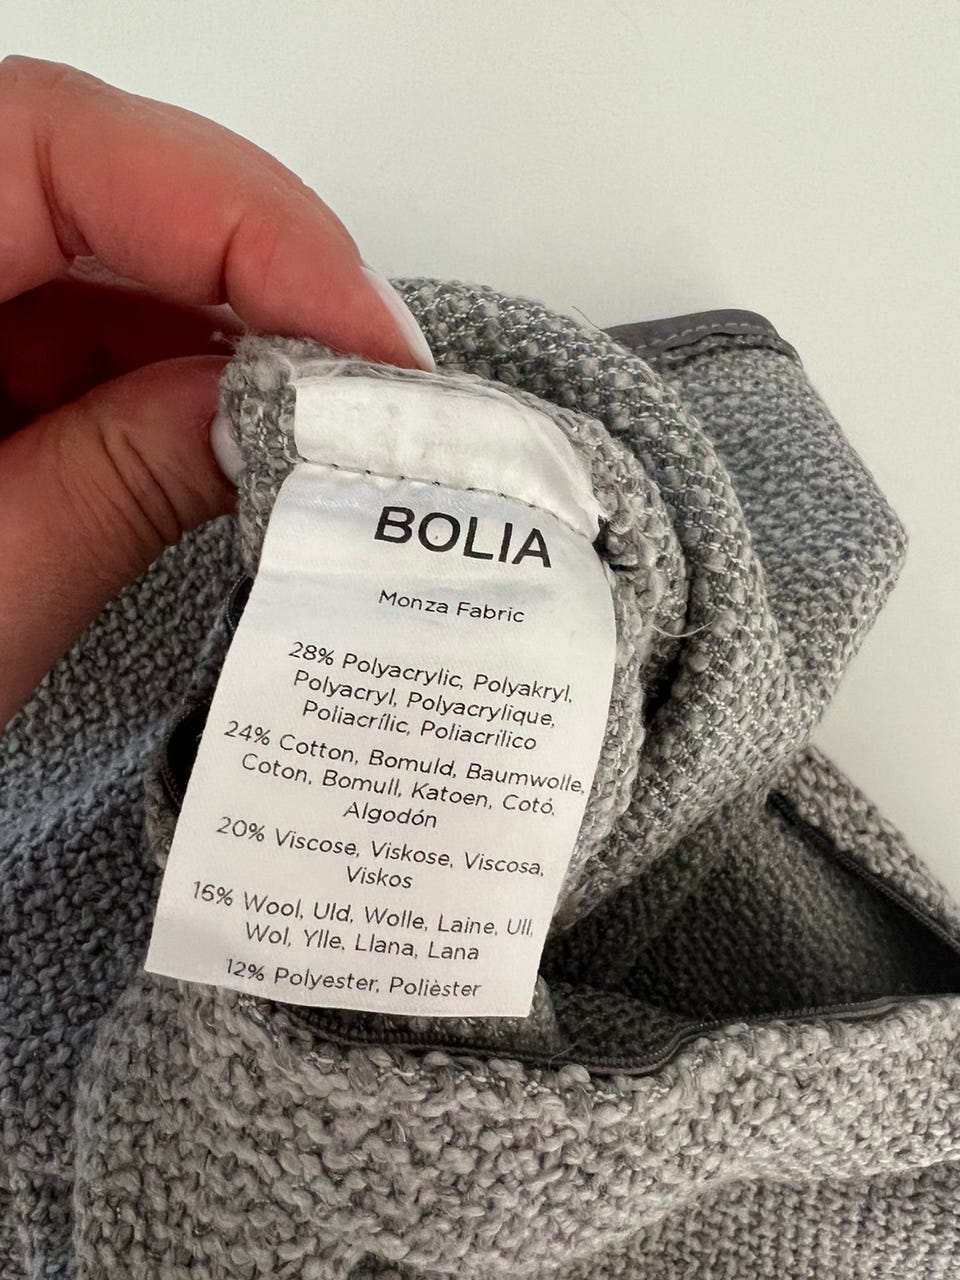 BOLIA
Monza Fabric
28% Polyacrylic, Polyakryl,
Polyacryl, Polyacrylique,
Poliacrílic, Poliacrilico
24% Cotton, Bomuld, Baumwolle,
Coton, Bomull, Katoen, Cotó,
Algodón
20% Viscose, Viskose, Viscosa,
Viskos
16% Wool, Uld, Wolle, Laine, Ull,
Wol, Ylle, Llana, Lana
12% Polyester, Polièster